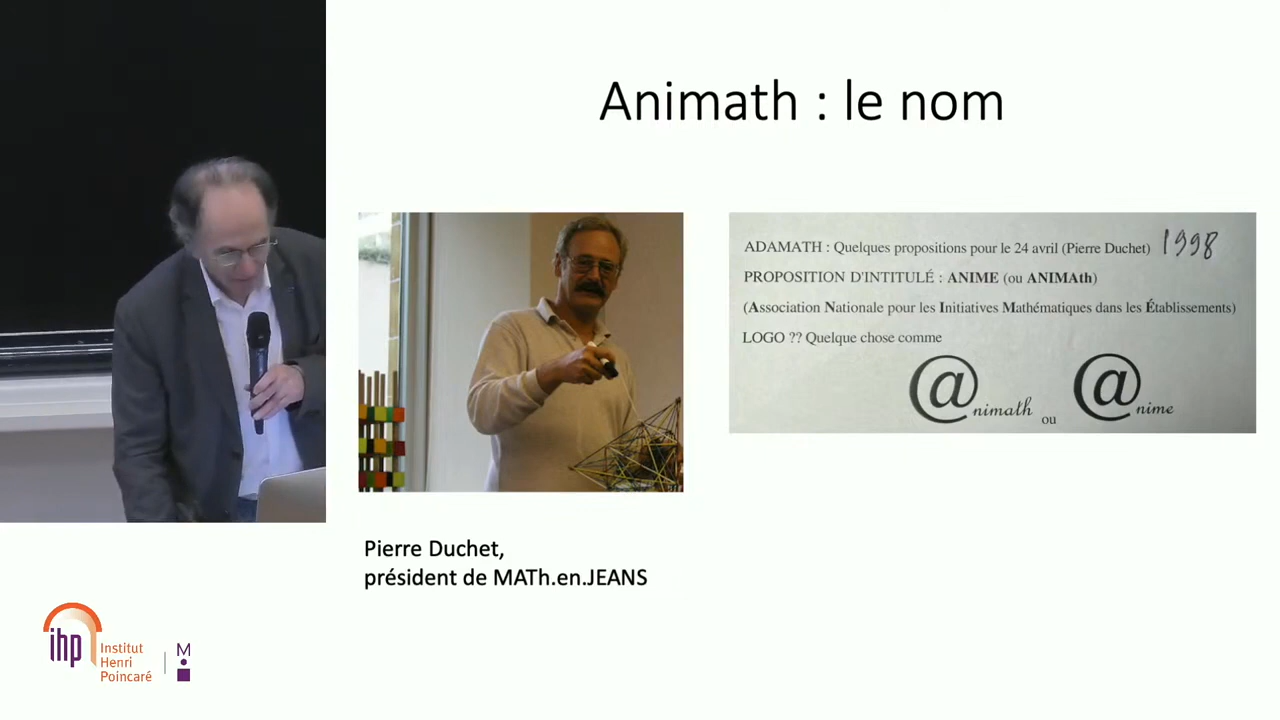 Animath : le nom
ADAMATH : Quelques propositions pour le 24 avril (Pierre Duchet) 1998
PROPOSITION D'INTITULÉ : ANIME (ou ANIMAth)
(Association Nationale pour les Initiatives Mathématiques dans les Établissements)
LOGO ?? Quelque chose comme
@nimath ou @nime
Pierre Duchet,
président de MATh.en.JEANS
ihp Institut
Henri
Poincaré
M